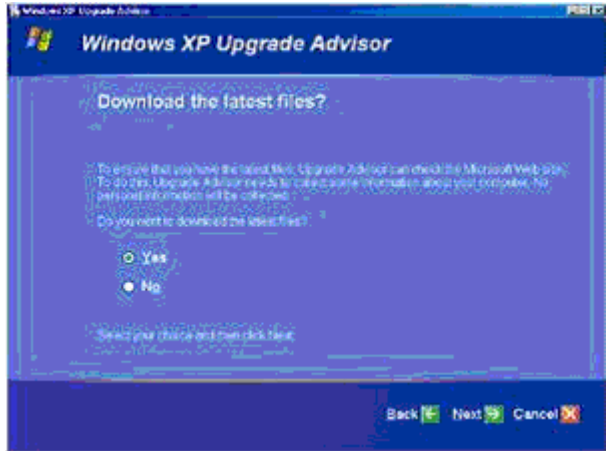 Windows XP Upgrade Advisor
Windows XP Upgrade Advisor
Download the latest files?
To ensure that you have the latest files, Upgrade Advisor can check the Microsoft Web site.
To do this, Upgrade Advisor needs to collect some information about your computer. No
personal information will be collected.
Do you want to download the latest files?
Yes
No
Select your choice and then click Next.
Back Next Cancel